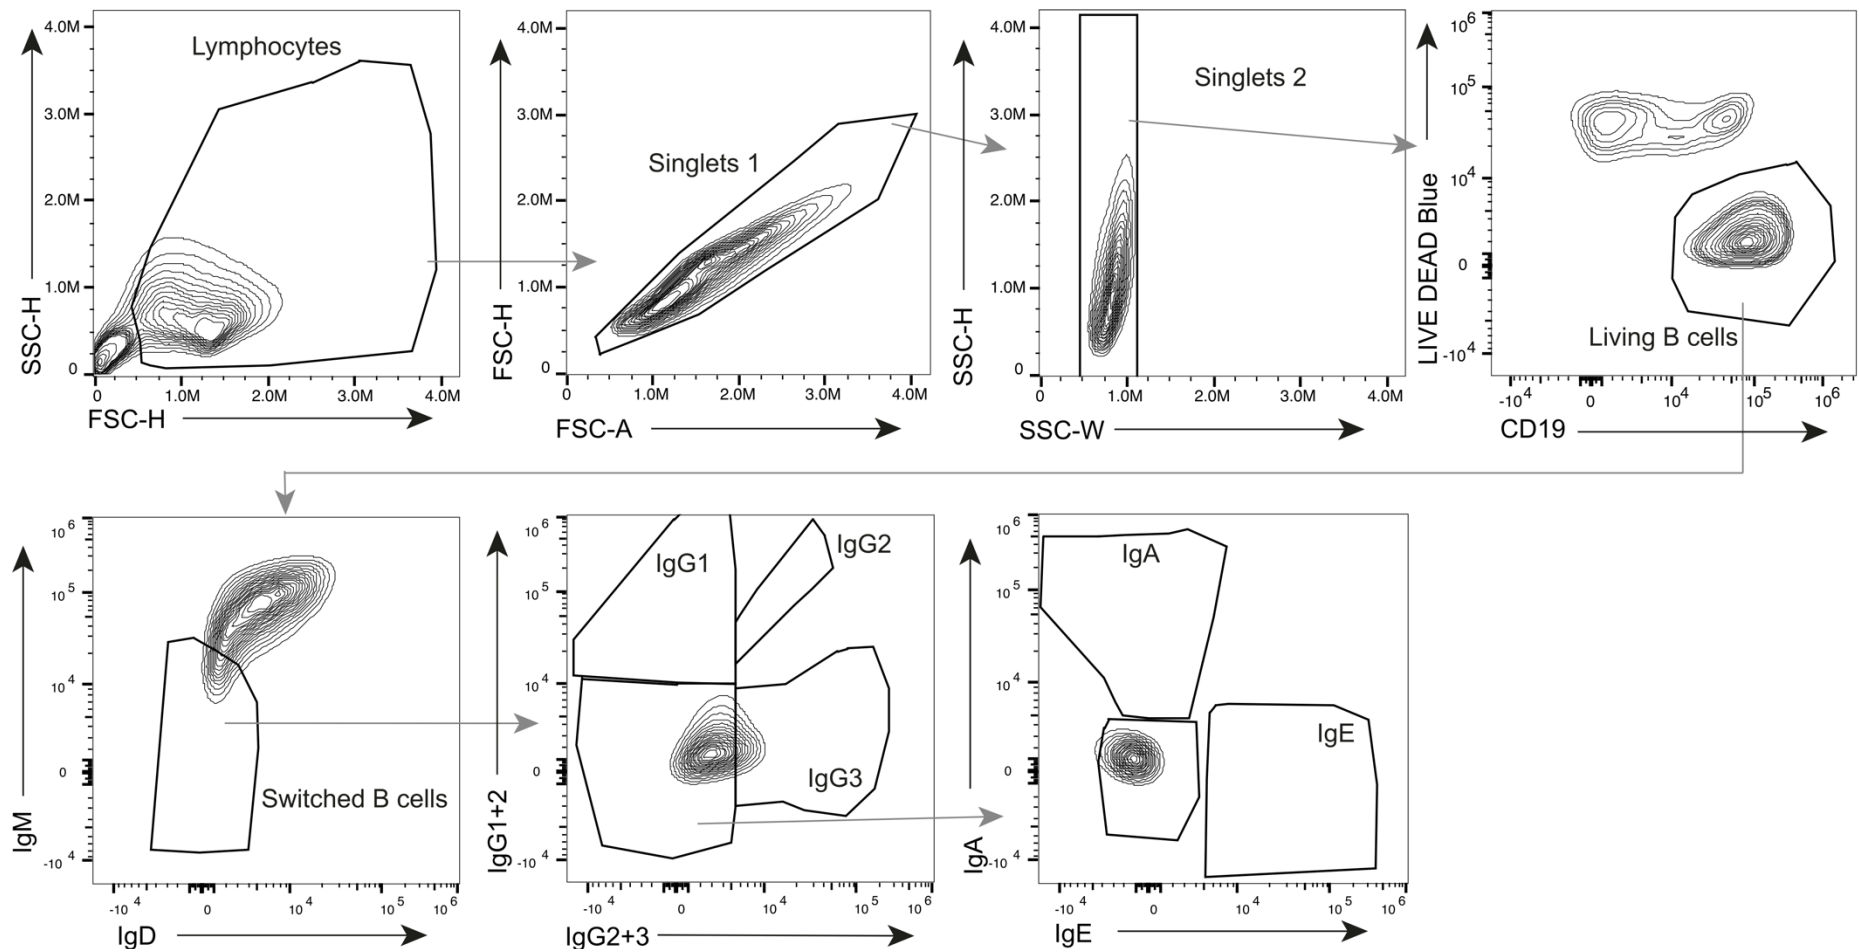 4.0M
Lymphocytes
3.0M
2.0M
1.0M
0
SSC-H
0 1.0M 2.0M 3.0M 4.0M
FSC-H
4.0M
3.0M
Singlets 1
2.0M
1.0M
0
FSC-H
0 1.0M 2.0M 3.0M 4.0M
FSC-A
4.0M
Singlets 2
3.0M
2.0M
1.0M
0
SSC-H
0 1.0M 2.0M 3.0M 4.0M
SSC-W
10^6
10^5
10^4
0
-10^4
LIVE DEAD Blue
Living B cells
-10^4 0 10^4 10^5 10^6
CD19
10^6
10^5
10^4
0
-10^4
IgM
Switched B cells
-10^4 0 10^4 10^5 10^6
IgD
10^6
IgG1
IgG2
10^5
10^4
0
IgG3
-10^4
IgG1+2
-10^4 0 10^4 10^5 10^6
IgG2+3
10^6
IgA
10^5
10^4
IgE
0
-10^4
IgA
-10^4 0 10^4 10^5 10^6
IgE